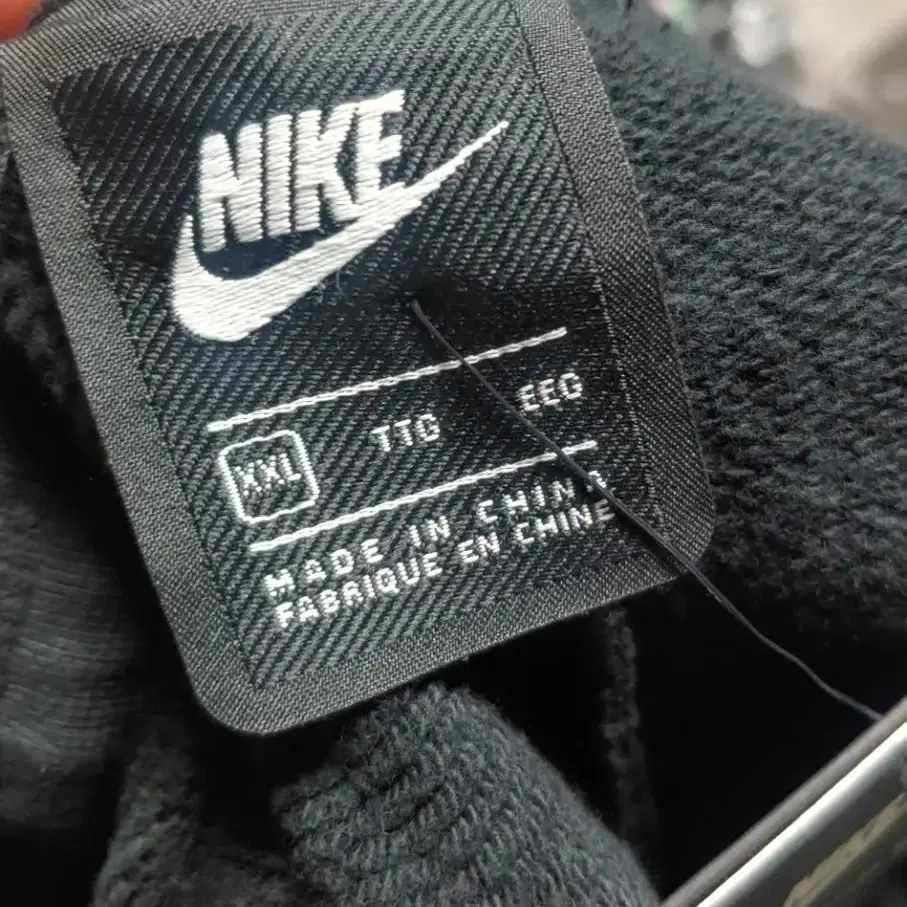 NIKE
XXL TTG EEG
MADE IN CHINA
FABRIQUE EN CHINE